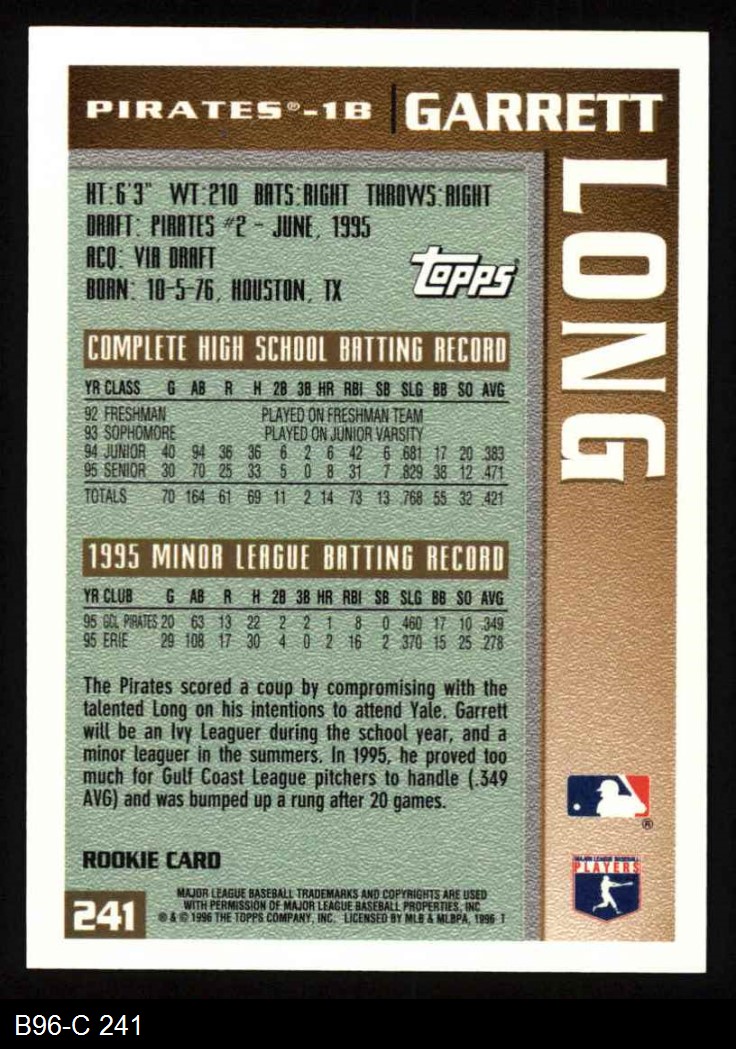 PIRATES®-1B GARRETT
LONG
HT:6'3" WT:210 BATS:RIGHT THROWS:RIGHT
DRAFT: PIRATES #2 - JUNE, 1995
ACQ: VIA DRAFT
BORN: 10-5-76, HOUSTON, TX
topps®
COMPLETE HIGH SCHOOL BATTING RECORD
YR CLASS G AB R H 2B 3B HR RBI SB SLG BB SO AVG
92 FRESHMAN PLAYED ON FRESHMAN TEAM
93 SOPHOMORE PLAYED ON JUNIOR VARSITY
94 JUNIOR 40 94 36 36 6 2 6 42 6 .681 17 20 .383
95 SENIOR 30 70 25 33 5 0 8 31 7 .829 38 12 .471
TOTALS 70 164 61 69 11 2 14 73 13 .768 55 32 .421
1995 MINOR LEAGUE BATTING RECORD
YR CLUB G AB R H 2B 3B HR RBI SB SLG BB SO AVG
95 GCL PIRATES 20 63 13 22 2 2 1 8 0 .460 17 10 .349
95 ERIE 29 108 17 30 4 0 2 16 2 .370 15 25 .278
The Pirates scored a coup by compromising with the
talented Long on his intentions to attend Yale. Garrett
will be an Ivy Leaguer during the school year, and a
minor leaguer in the summers. In 1995, he proved too
much for Gulf Coast League pitchers to handle (.349
AVG) and was bumped up a rung after 20 games.
ROOKIE CARD
241
MAJOR LEAGUE BASEBALL TRADEMARKS AND COPYRIGHTS ARE USED
WITH PERMISSION OF MAJOR LEAGUE BASEBALL PROPERTIES, INC
® & © 1996 THE TOPPS COMPANY, INC. LICENSED BY MLB & MLBPA, 1996 T
®
MAJOR LEAGUE BASEBALL
PLAYERS
B96-C 241